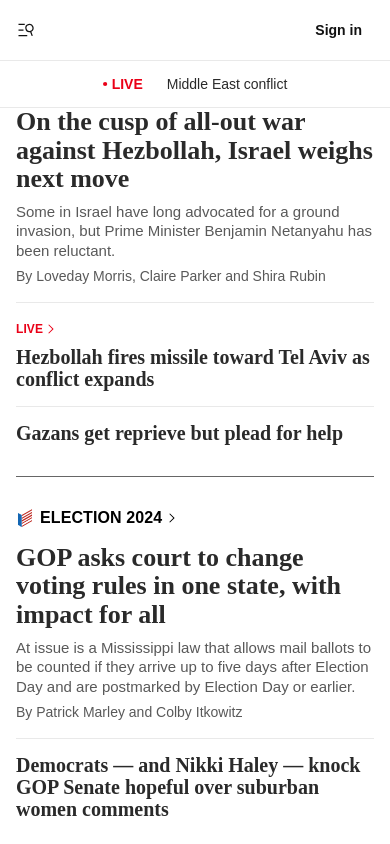 Sign in
• LIVE
Middle East conflict
On the cusp of all-out war
against Hezbollah, Israel weighs
next move
Some in Israel have long advocated for a ground
invasion, but Prime Minister Benjamin Netanyahu has
been reluctant.
By Loveday Morris, Claire Parker and Shira Rubin
LIVE
Hezbollah fires missile toward Tel Aviv as
conflict expands
Gazans get reprieve but plead for help
ELECTION 2024
GOP asks court to change
voting rules in one state, with
impact for all
At issue is a Mississippi law that allows mail ballots to
be counted if they arrive up to five days after Election
Day and are postmarked by Election Day or earlier.
By Patrick Marley and Colby Itkowitz
Democrats — and Nikki Haley — knock
GOP Senate hopeful over suburban
women comments